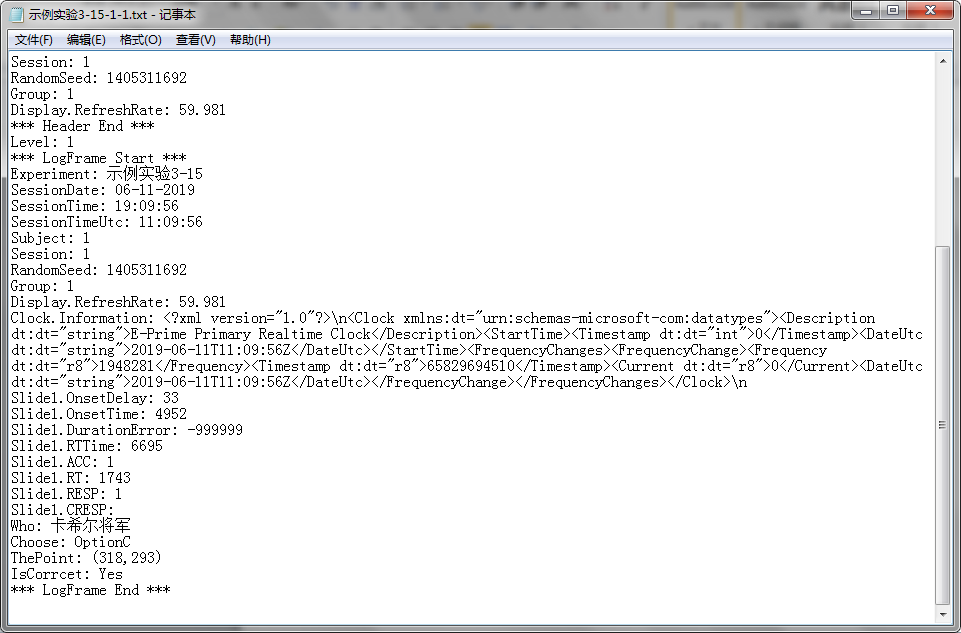 示例实验3-15-1-1.txt - 记事本
文件(F) 编辑(E) 格式(O) 查看(V) 帮助(H)
Session: 1
RandomSeed: 1405311692
Group: 1
Display.RefreshRate: 59.981
*** Header End ***
Level: 1
*** LogFrame Start ***
Experiment: 示例实验3-15
SessionDate: 06-11-2019
SessionTime: 19:09:56
SessionTimeUtc: 11:09:56
Subject: 1
Session: 1
RandomSeed: 1405311692
Group: 1
Display.RefreshRate: 59.981
Clock.Information: <?xml version="1.0"?>\n<Clock xmlns:dt="urn:schemas-microsoft-com:datatypes"><Description
dt:dt="string">E-Prime Primary Realtime Clock</Description><StartTime><Timestamp dt:dt="int">0</Timestamp><DateUtc
dt:dt="string">2019-06-11T11:09:56Z</DateUtc></StartTime><FrequencyChanges><FrequencyChange><Frequency
dt:dt="r8">1948281</Frequency><Timestamp dt:dt="r8">65829694510</Timestamp><Current dt:dt="r8">0</Current><DateUtc
dt:dt="string">2019-06-11T11:09:56Z</DateUtc></FrequencyChange></FrequencyChanges></Clock>\n
Slide1.OnsetDelay: 33
Slide1.OnsetTime: 4952
Slide1.DurationError: -999999
Slide1.RTTime: 6695
Slide1.ACC: 1
Slide1.RT: 1743
Slide1.RESP: 1
Slide1.CRESP:
Who: 卡希尔将军
Choose: OptionC
ThePoint: (318,293)
IsCorrcet: Yes
*** LogFrame End ***